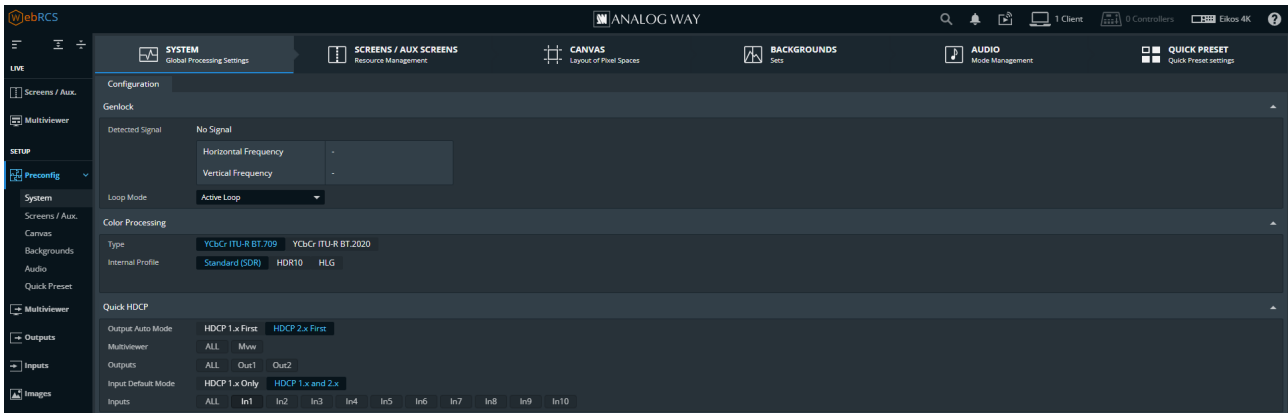 WebRCS
ANALOG WAY
1 Client
0 Controllers
Eikos 4K
LIVE
Screens / Aux.
Multiviewer
SETUP
Preconfig
System
Screens / Aux.
Canvas
Backgrounds
Audio
Quick Preset
Multiviewer
Outputs
Inputs
Images
SYSTEM
Global Processing Settings
SCREENS / AUX SCREENS
Resource Management
CANVAS
Layout of Pixel Spaces
BACKGROUNDS
Sets
AUDIO
Mode Management
QUICK PRESET
Quick Preset settings
Configuration
Genlock
Detected Signal No Signal
Horizontal Frequency -
Vertical Frequency -
Loop Mode Active Loop
Color Processing
Type YCbCr ITU-R BT.709 YCbCr ITU-R BT.2020
Internal Profile Standard (SDR) HDR10 HLG
Quick HDCP
Output Auto Mode HDCP 1.x First HDCP 2.x First
Multiviewer ALL Mvw
Outputs ALL Out1 Out2
Input Default Mode HDCP 1.x Only HDCP 1.x and 2.x
Inputs ALL In1 In2 In3 In4 In5 In6 In7 In8 In9 In10